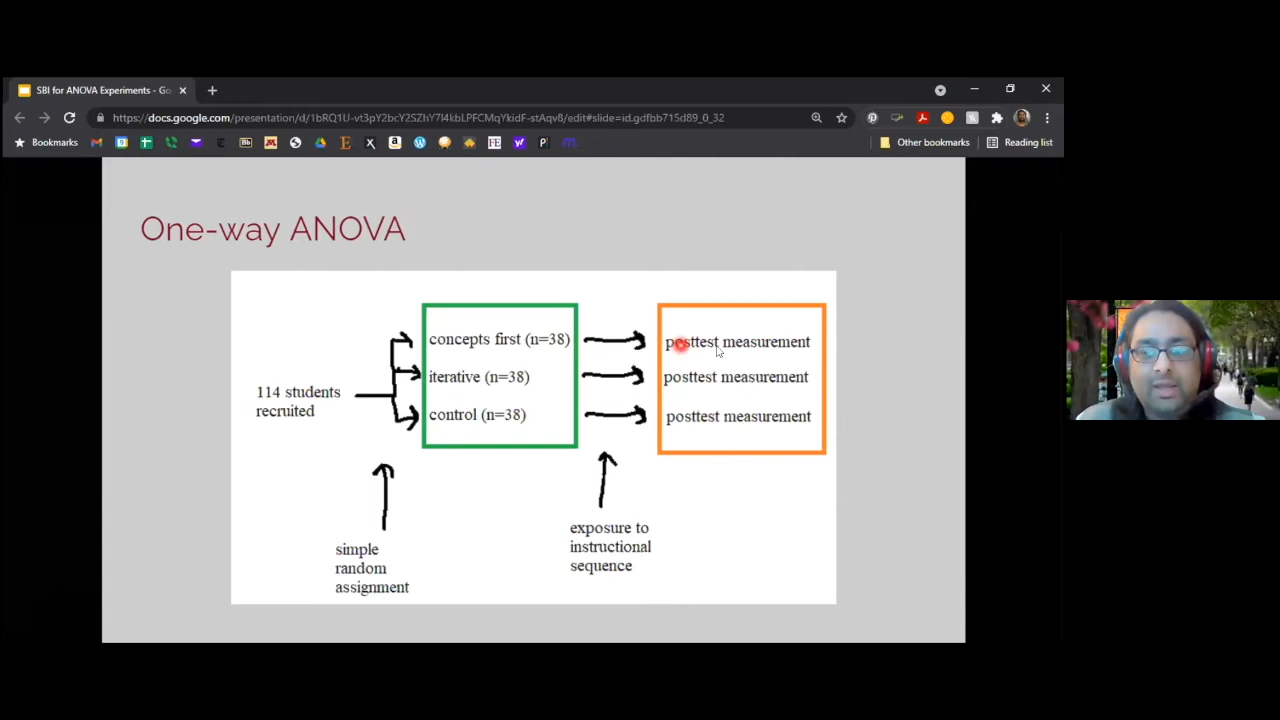 SBI for ANOVA Experiments - Go
https://docs.google.com/presentation/d/1bRQ1U-vt3pY2bcY2SZhY7l4kbLPFCMqYkidF-stAqv8/edit#slide=id.gdfbb715d89_0_32
Bookmarks
Other bookmarks
Reading list
One-way ANOVA
concepts first (n=38)
posttest measurement
iterative (n=38)
posttest measurement
114 students
recruited
control (n=38)
posttest measurement
simple
random
assignment
exposure to
instructional
sequence